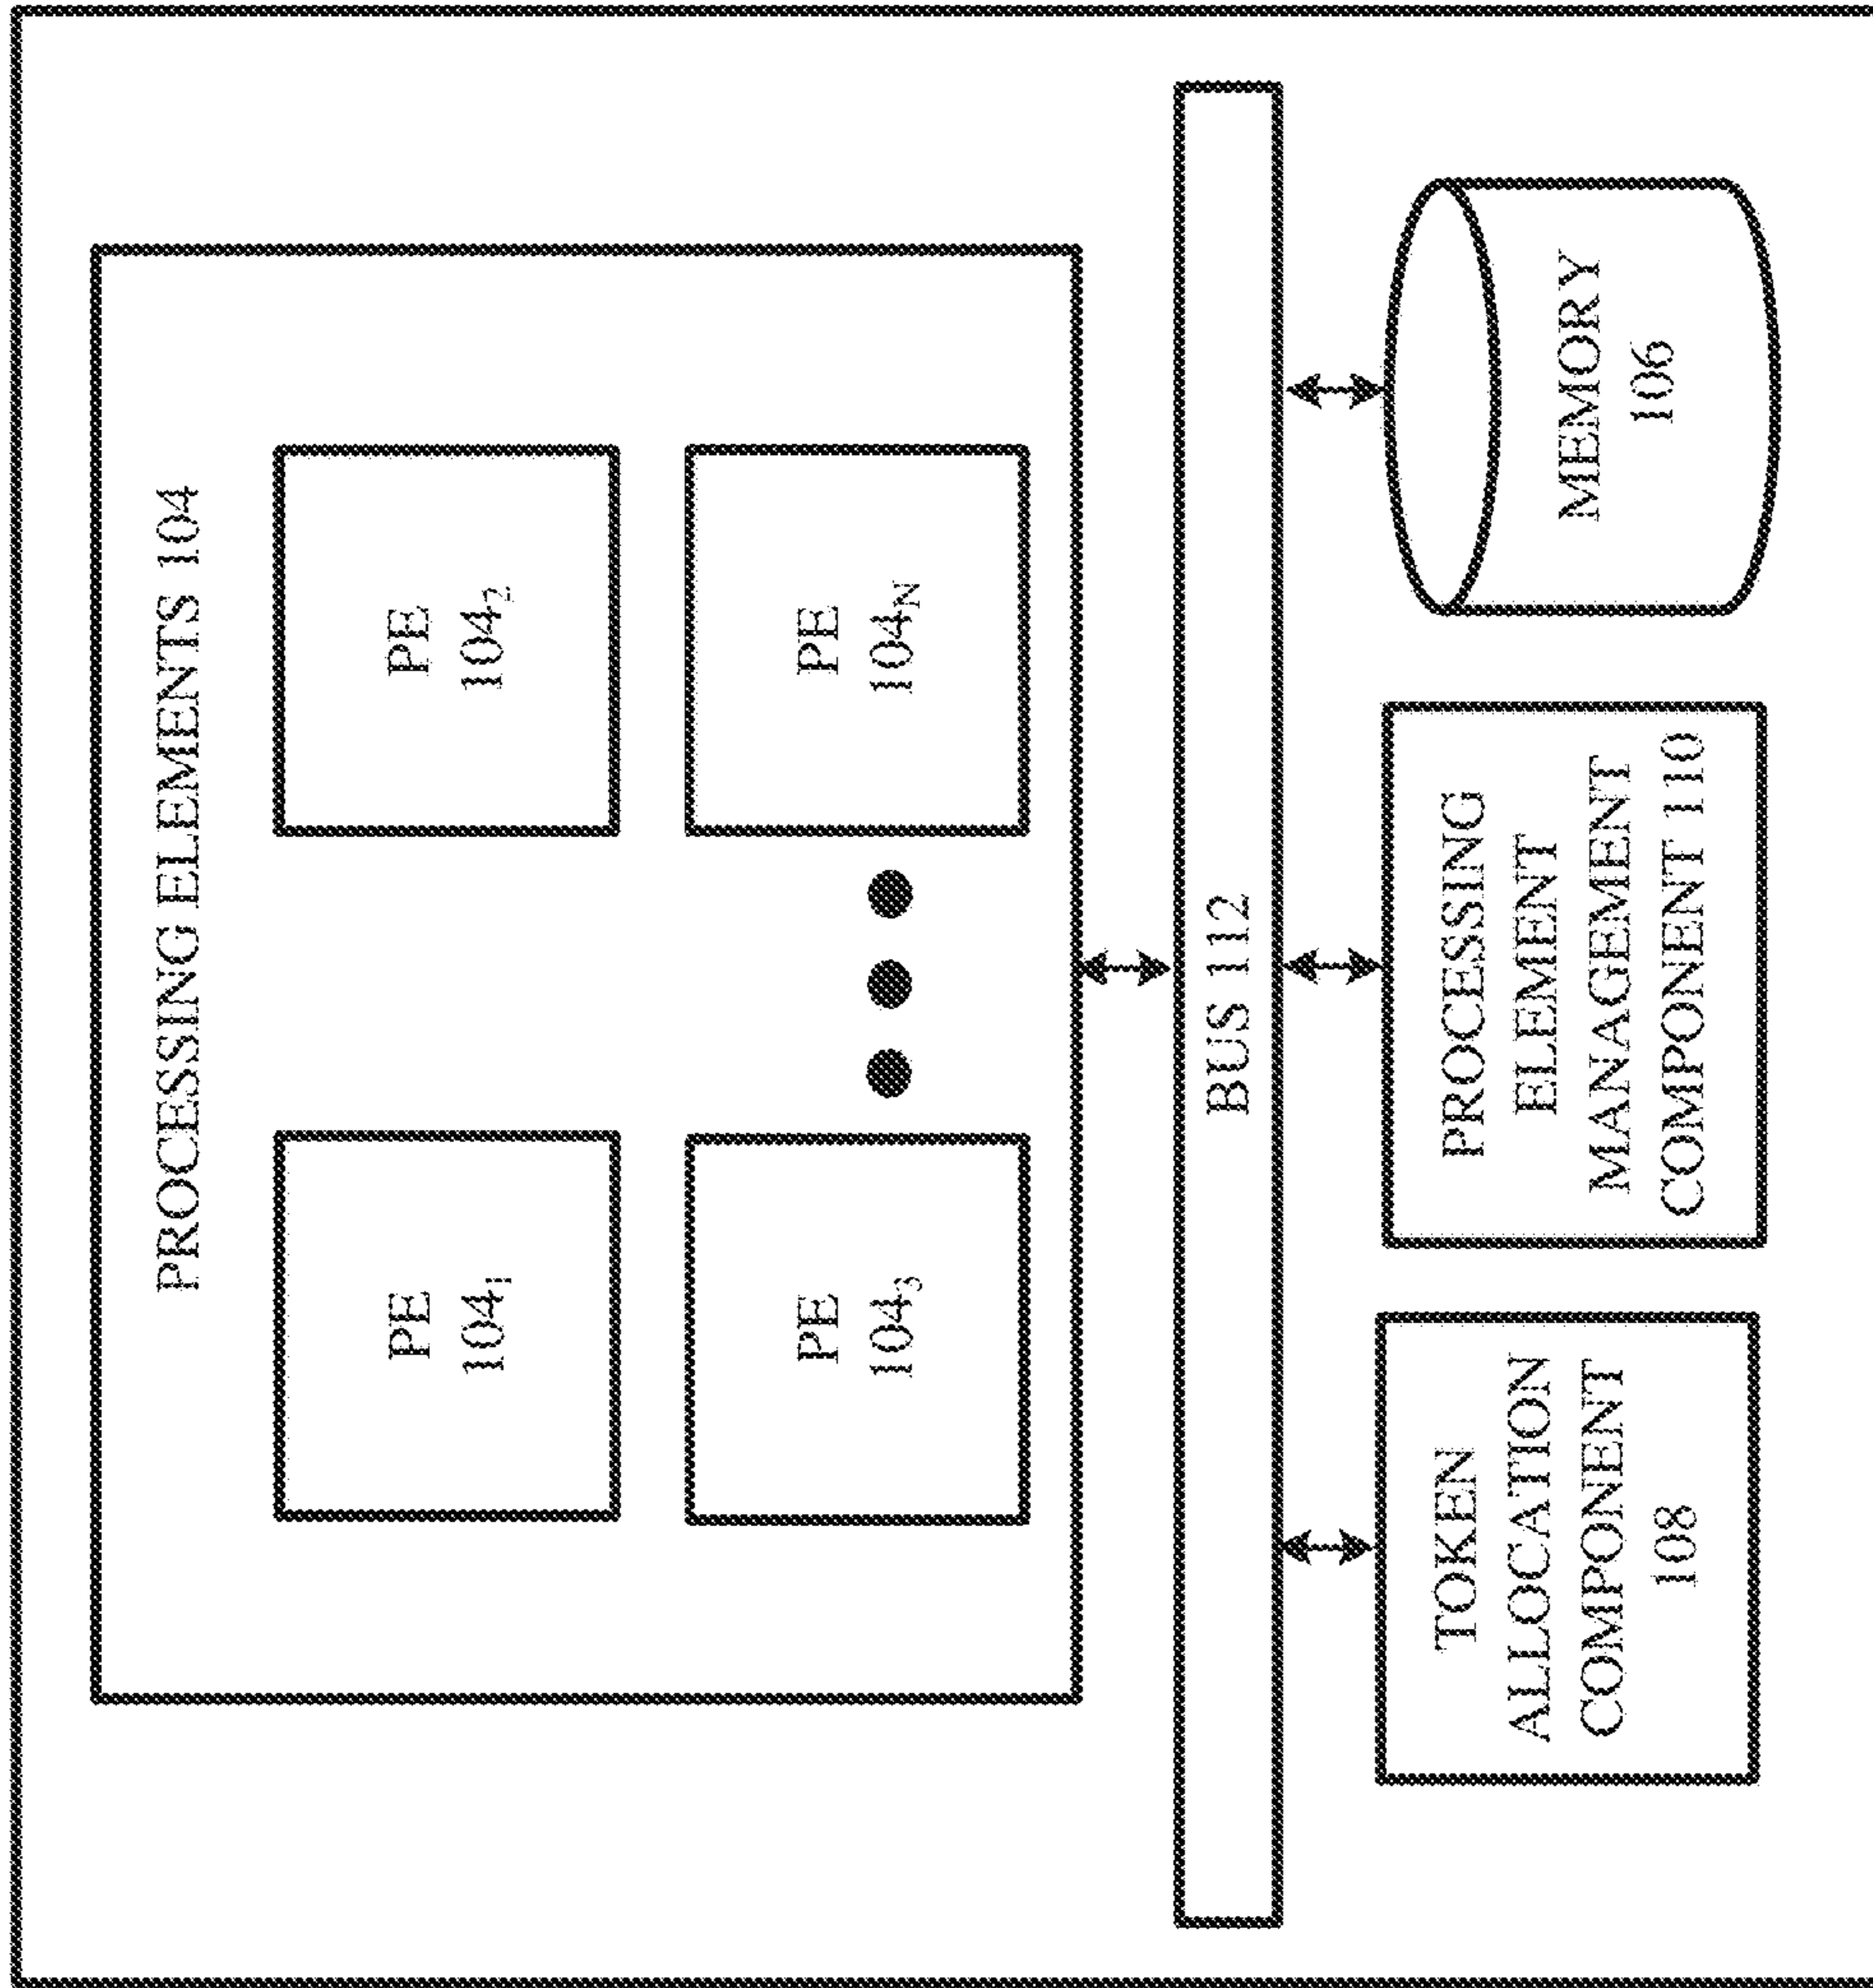 PROCESSING ELEMENTS 104
PE
104₁
PE
104₂
PE
104₃
PE
104N
BUS 112
TOKEN
ALLOCATION
COMPONENT
108
PROCESSING
ELEMENT
MANAGEMENT
COMPONENT 110
MEMORY
106